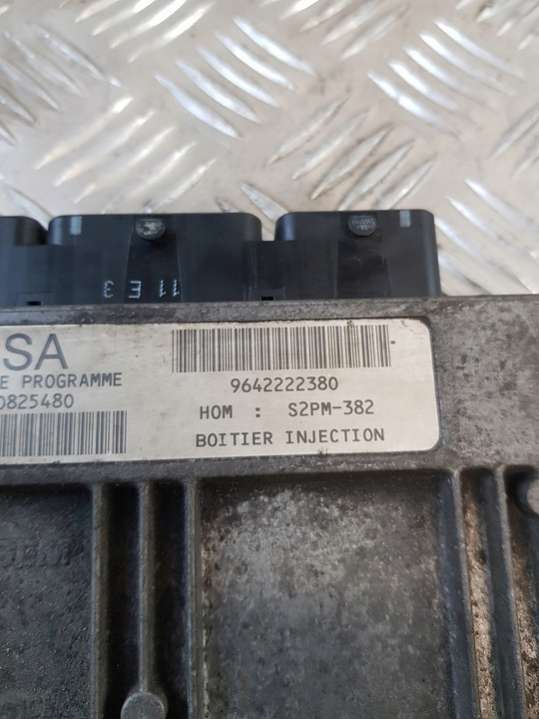 11 E 3
SA
E PROGRAMME
0825480
9642222380
HOM : S2PM-382
BOITIER INJECTION